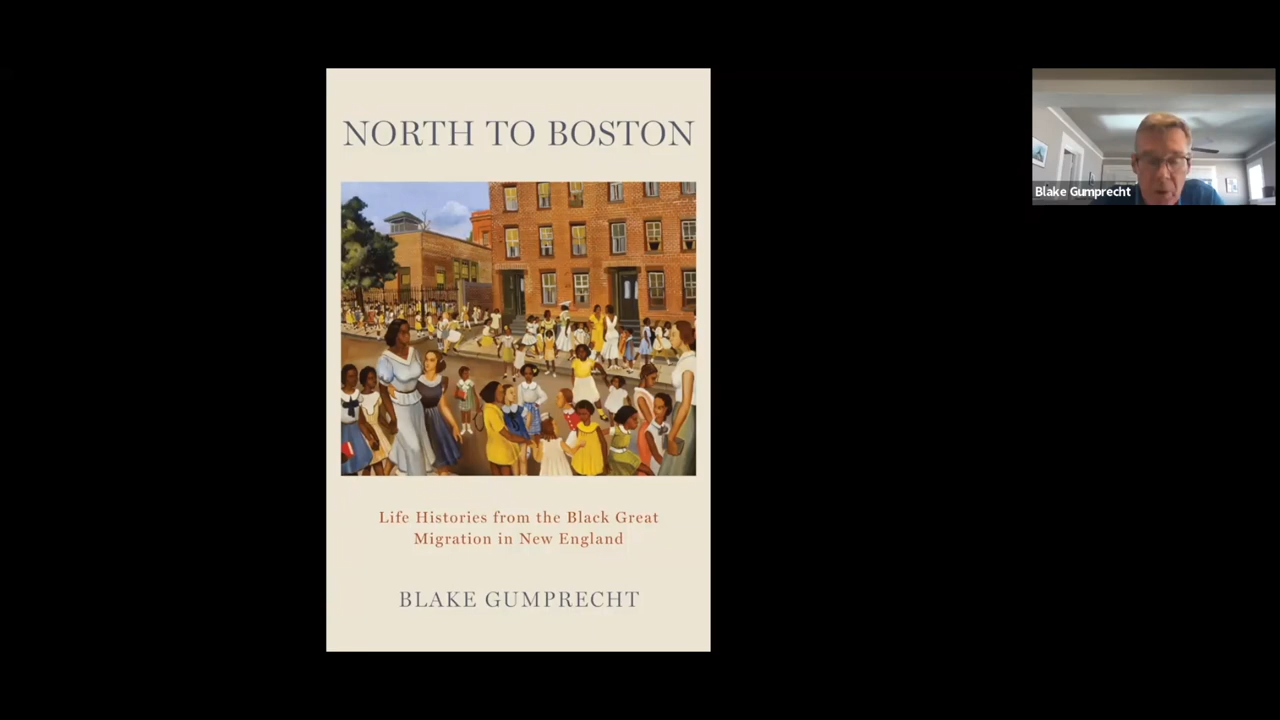 NORTH TO BOSTON
Blake Gumprecht
Life Histories from the Black Great
Migration in New England
BLAKE GUMPRECHT